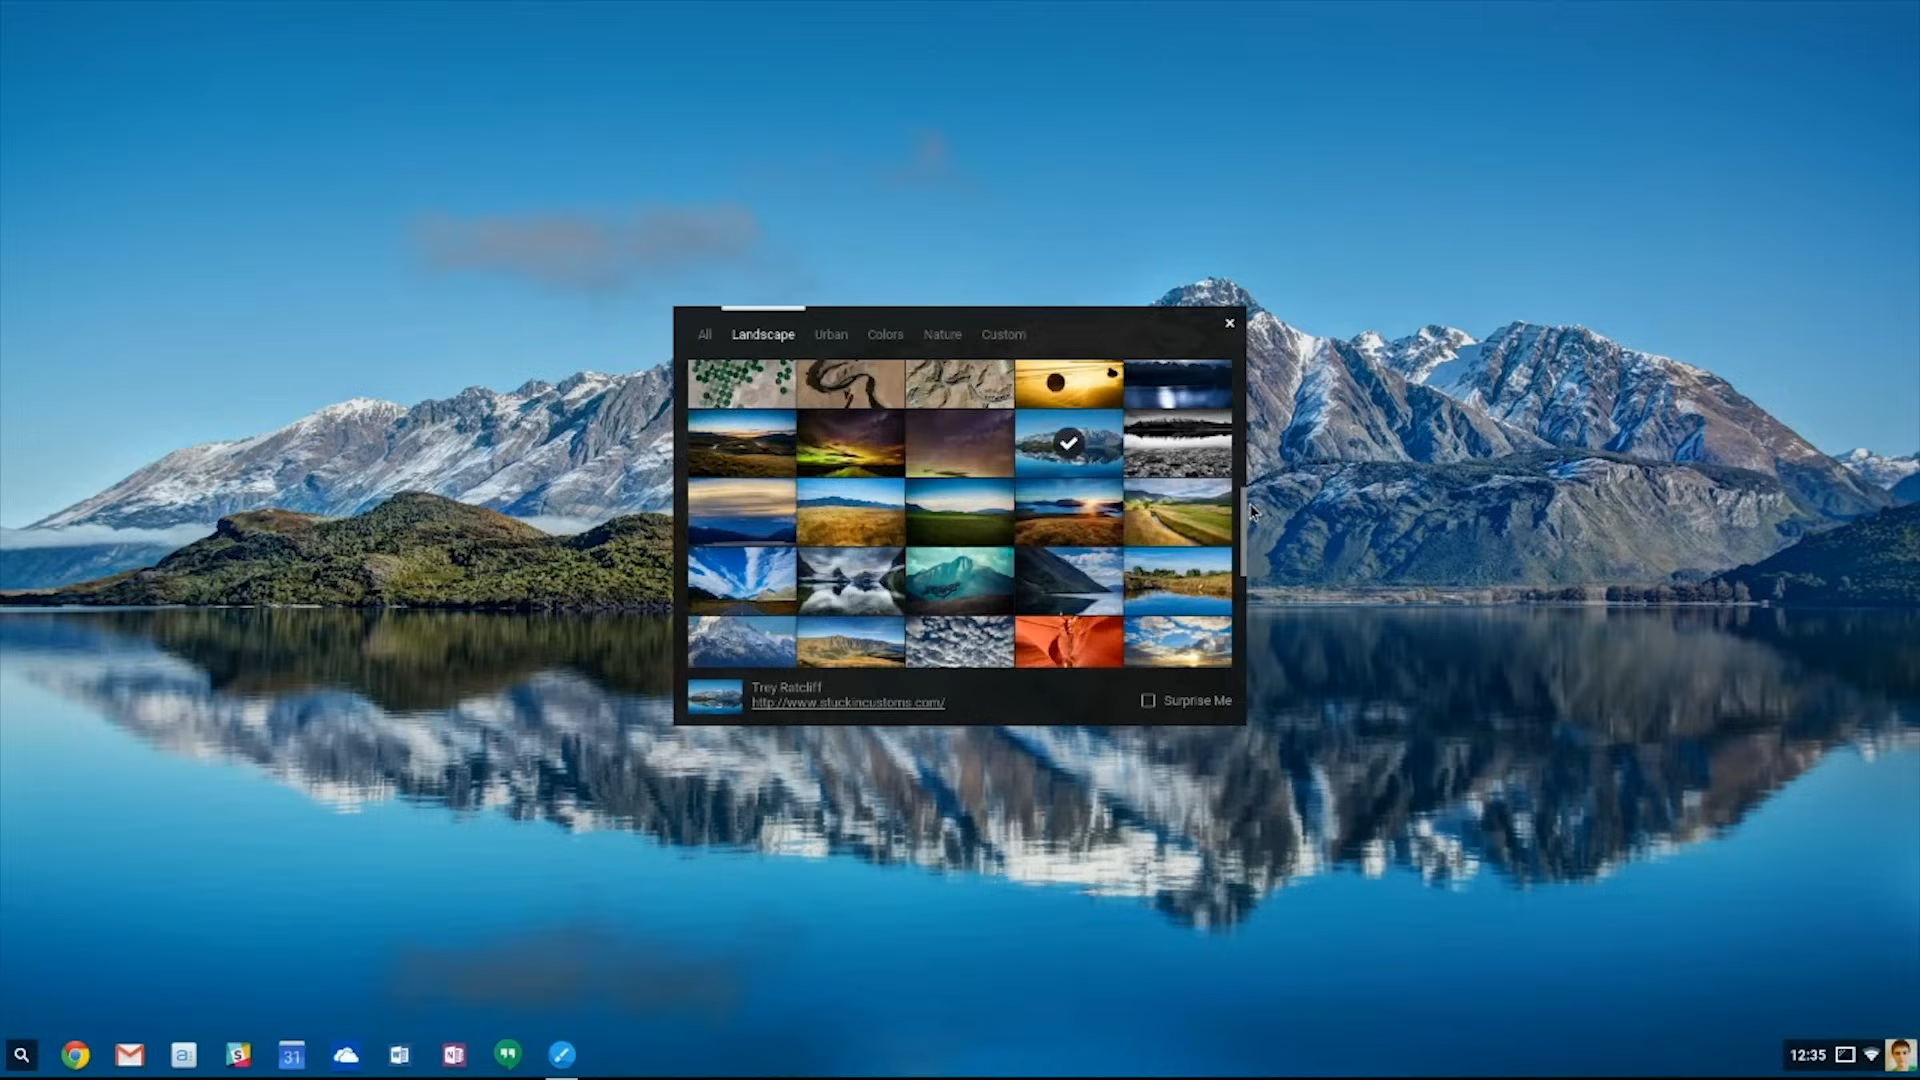 All Landscape Urban Colors Nature Custom
Trey Ratcliff
http://www.stuckincustoms.com/
Surprise Me
31
12:35